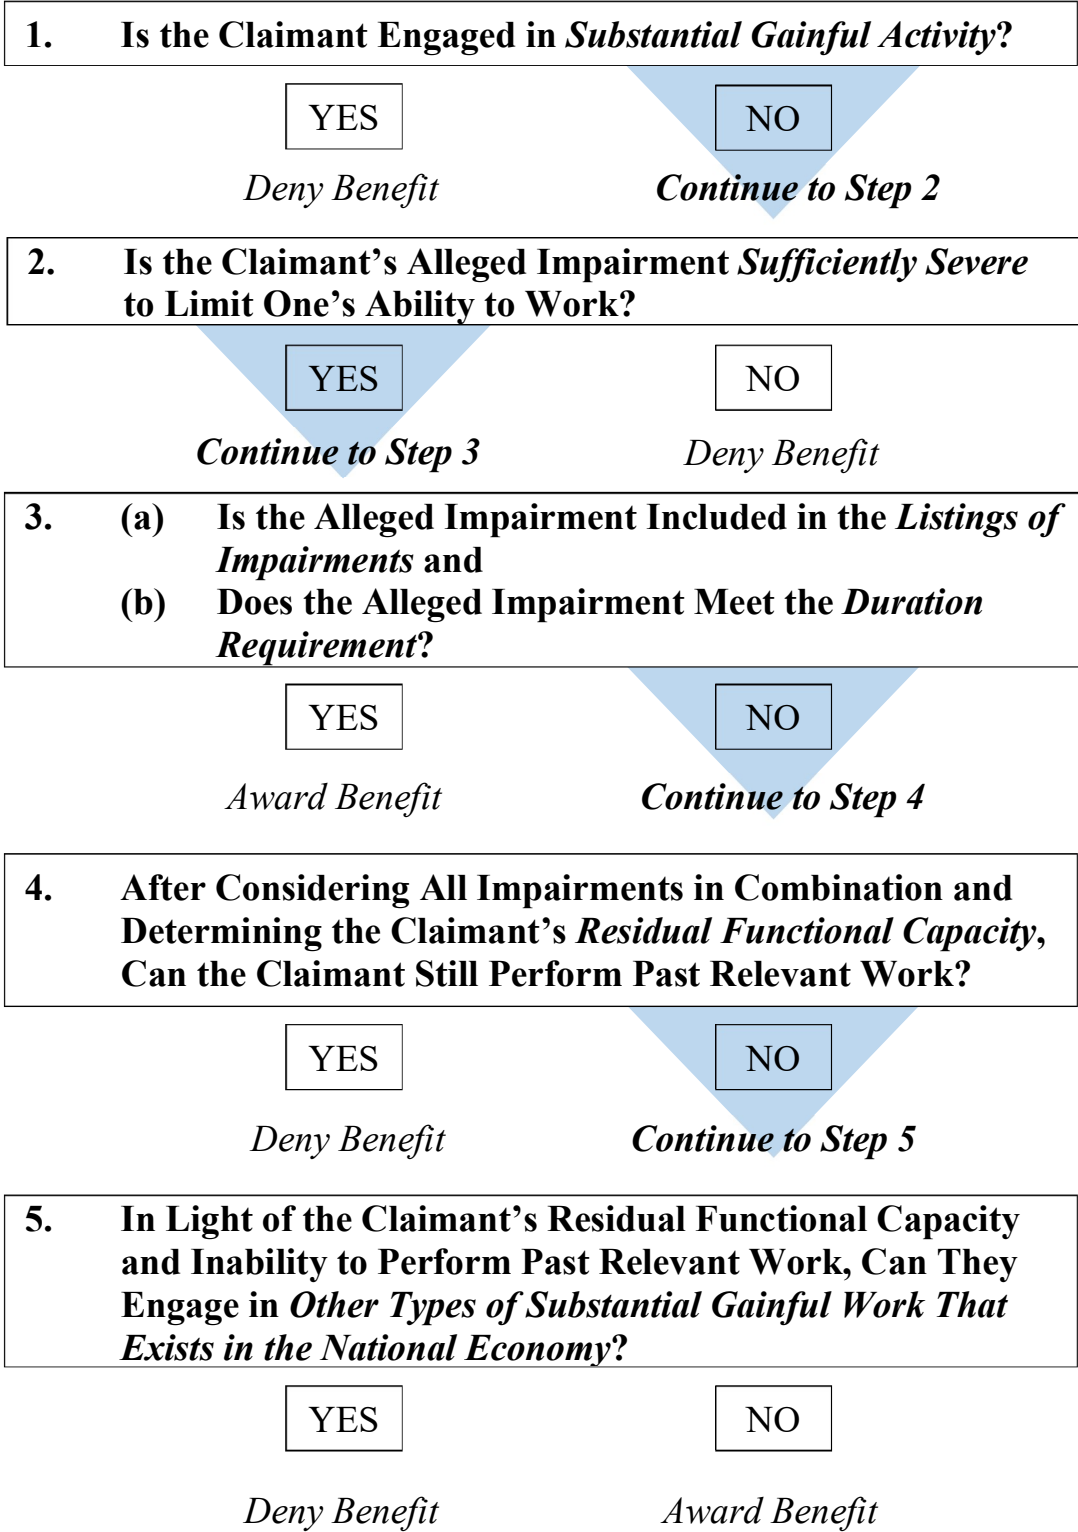 1. Is the Claimant Engaged in Substantial Gainful Activity?
YES NO
Deny Benefit Continue to Step 2
2. Is the Claimant’s Alleged Impairment Sufficiently Severe
to Limit One’s Ability to Work?
YES NO
Continue to Step 3 Deny Benefit
3. (a) Is the Alleged Impairment Included in the Listings of
Impairments and
(b) Does the Alleged Impairment Meet the Duration
Requirement?
YES NO
Award Benefit Continue to Step 4
4. After Considering All Impairments in Combination and
Determining the Claimant’s Residual Functional Capacity,
Can the Claimant Still Perform Past Relevant Work?
YES NO
Deny Benefit Continue to Step 5
5. In Light of the Claimant’s Residual Functional Capacity
and Inability to Perform Past Relevant Work, Can They
Engage in Other Types of Substantial Gainful Work That
Exists in the National Economy?
YES NO
Deny Benefit Award Benefit